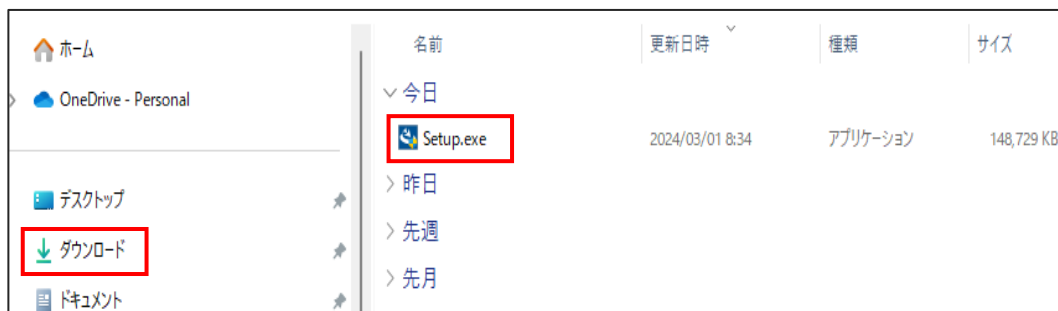 ホーム
OneDrive - Personal
デスクトップ
ダウンロード
ドキュメント
名前 更新日時 種類 サイズ
今日
Setup.exe 2024/03/01 8:34 アプリケーション 148,729 KB
昨日
先週
先月